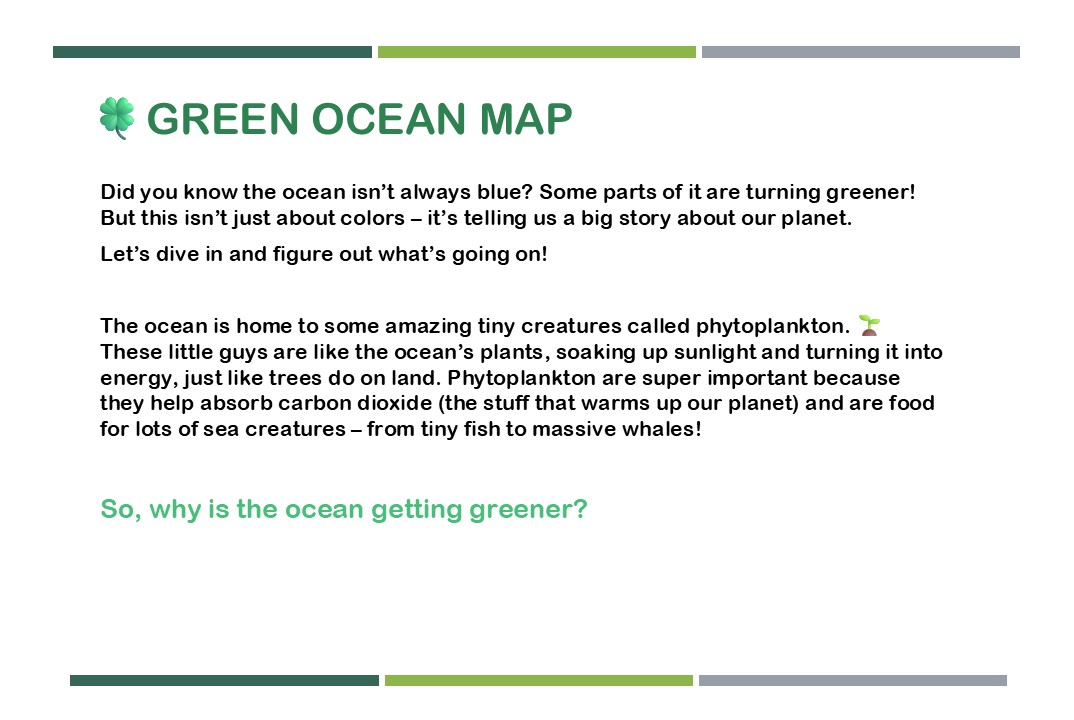 GREEN OCEAN MAP
Did you know the ocean isn’t always blue? Some parts of it are turning greener!
But this isn’t just about colors – it’s telling us a big story about our planet.
Let’s dive in and figure out what’s going on!
The ocean is home to some amazing tiny creatures called phytoplankton.
These little guys are like the ocean’s plants, soaking up sunlight and turning it into
energy, just like trees do on land. Phytoplankton are super important because
they help absorb carbon dioxide (the stuff that warms up our planet) and are food
for lots of sea creatures – from tiny fish to massive whales!
So, why is the ocean getting greener?